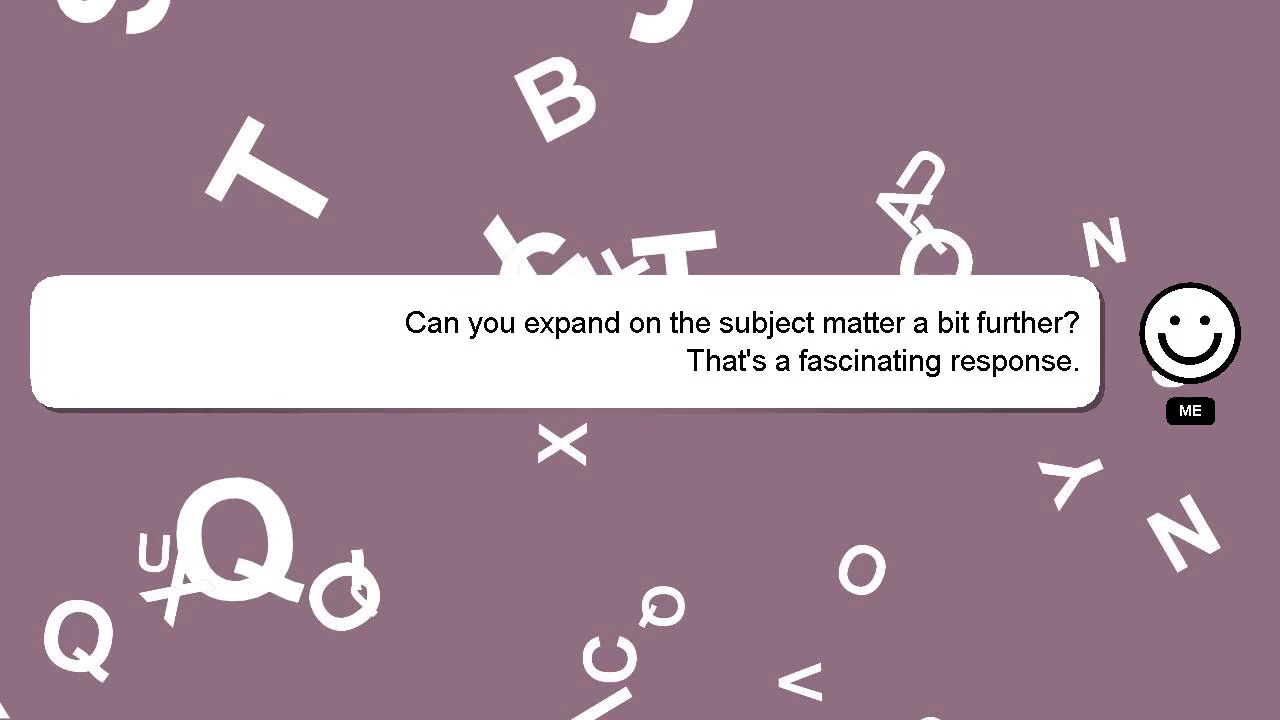 Can you expand on the subject matter a bit further?
That's a fascinating response.
ME
T
B
T
A
N
X
Y
N
Q
U
Q
Q
O
Q
C
V